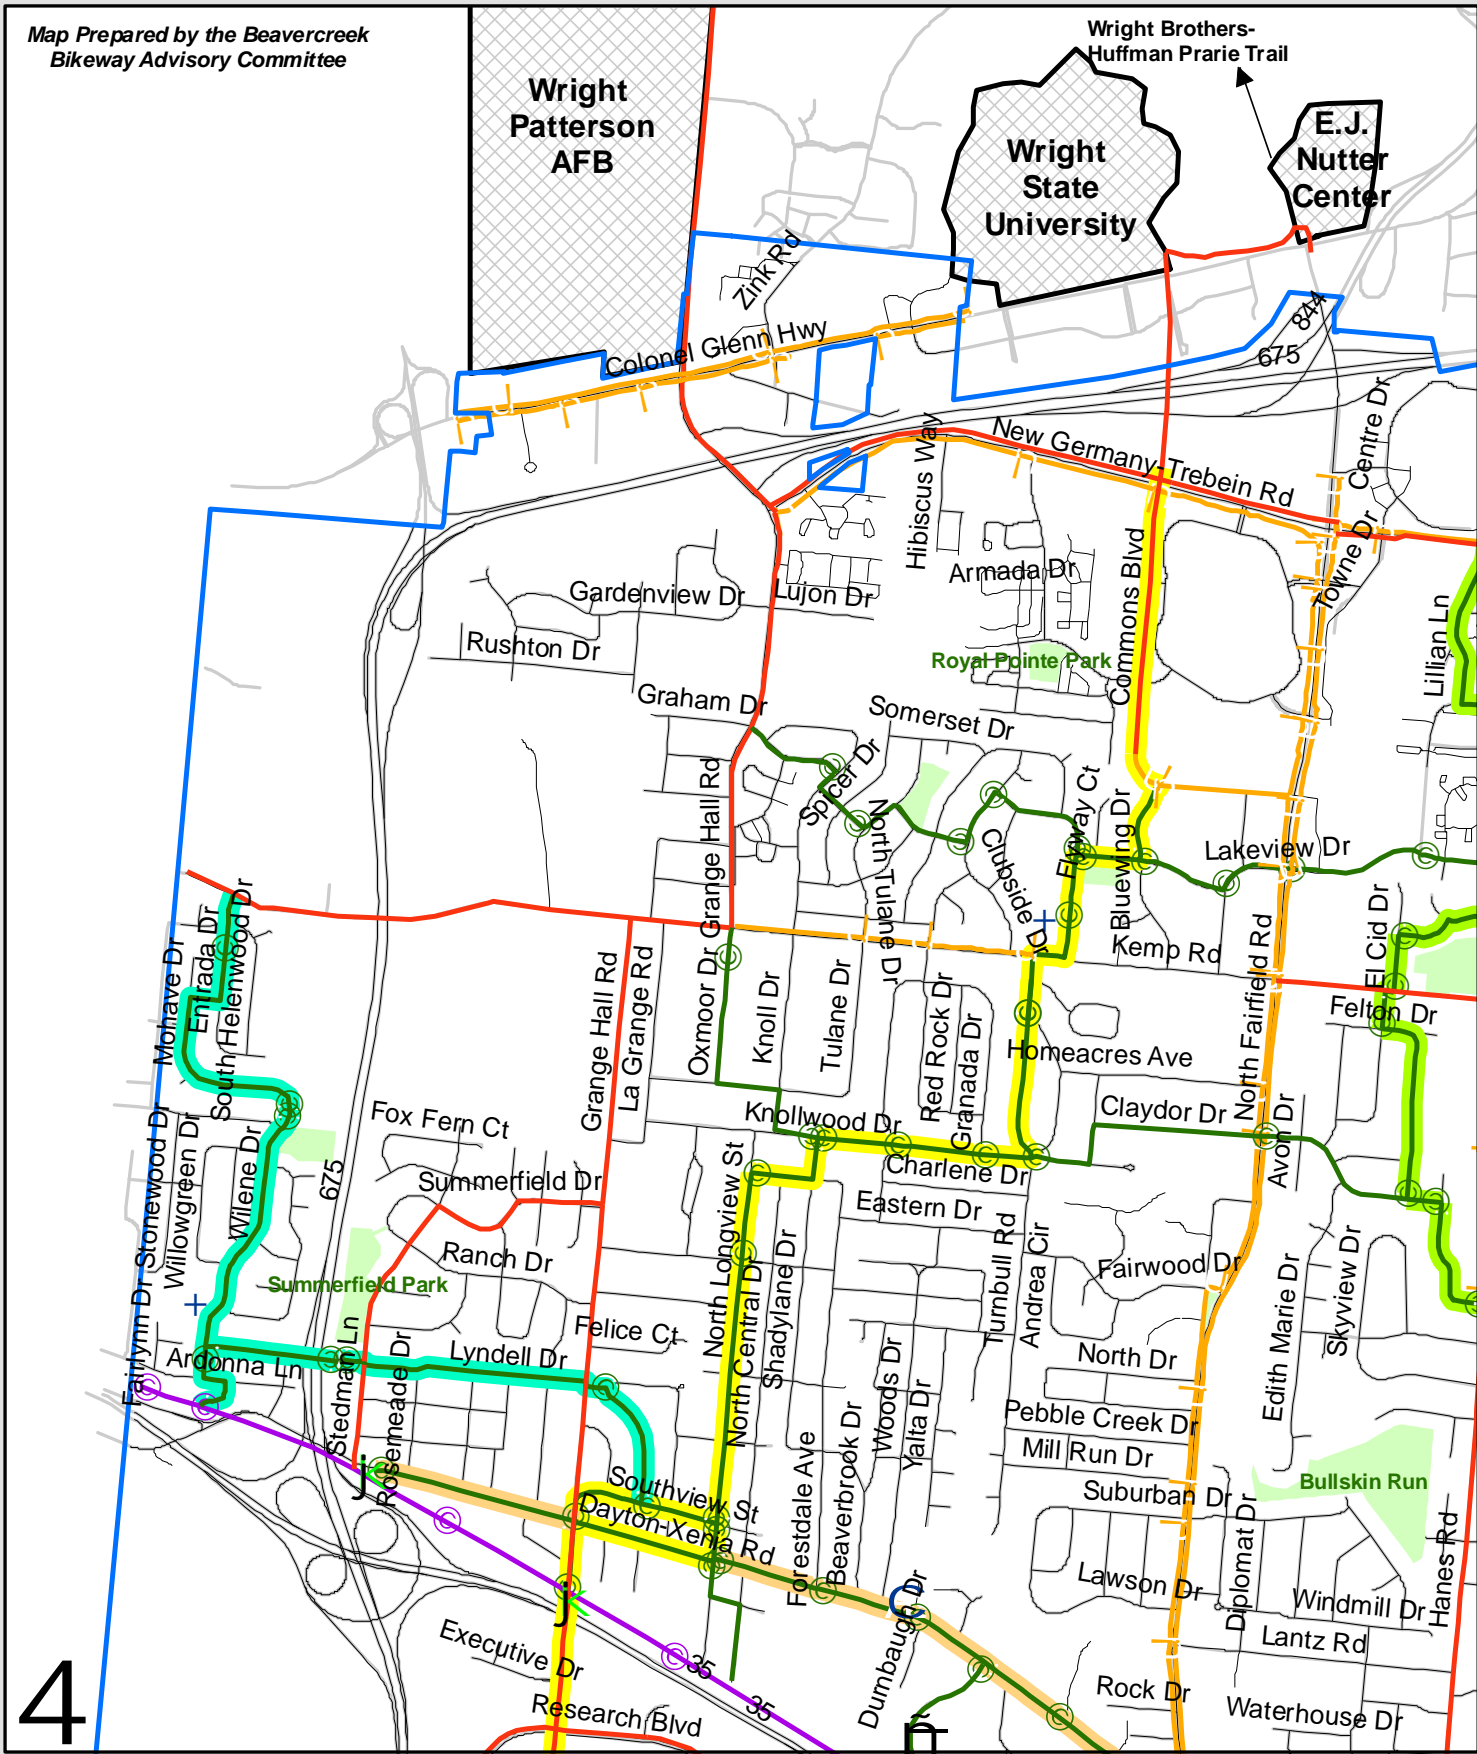 Map Prepared by the Beavercreek
Bikeway Advisory Committee
Wright Brothers-
Huffman Prarie Trail
Wright
Patterson
AFB
Wright
State
University
E.J.
Nutter
Center
Zink Rd
Colonel Glenn Hwy
844
675
Centre Dr
New Germany-Trebein Rd
Hibiscus Way
Towne Dr
Armada Dr
Commons Blvd
Gardenview Dr
Lujon Dr
Lillian Ln
Rushton Dr
Royal Pointe Park
Graham Dr
Somerset Dr
Grange Hall Rd
Spicer Dr
Flyway Ct
Bluewing Dr
North Tulane Dr
Clubside Dr
Lakeview Dr
Kemp Rd
North Fairfield Rd
El Cid Dr
Felton Dr
Mohave Dr
Entrada Dr
South Helenwood Dr
Grange Hall Rd
La Grange Rd
Oxmoor Dr
Knoll Dr
Tulane Dr
Red Rock Dr
Granada Dr
Homeacres Ave
Claydor Dr
Avon Dr
Fox Fern Ct
Knollwood Dr
Charlene Dr
Stonewood Dr
Willowgreen Dr
Wilene Dr
675
Summerfield Dr
Eastern Dr
Ranch Dr
North Longview St
North Central Dr
Shadylane Dr
Turnbull Rd
Andrea Cir
Fairwood Dr
Edith Marie Dr
Skyview Dr
Summerfield Park
Fairlynn Dr
Ardonna Ln
Stedman Ln
Rosemeade Dr
Lyndell Dr
Felice Ct
Woods Dr
Yalta Dr
North Dr
Pebble Creek Dr
Mill Run Dr
Suburban Dr
Bullskin Run
Southview St
Dayton-Xenia Rd
Forestdale Ave
Beaverbrook Dr
Diplomat Dr
Hanes Rd
Lawson Dr
Windmill Dr
Lantz Rd
Durnbaugh Dr
Executive Dr
35
35
Research Blvd
Rock Dr
Waterhouse Dr
4